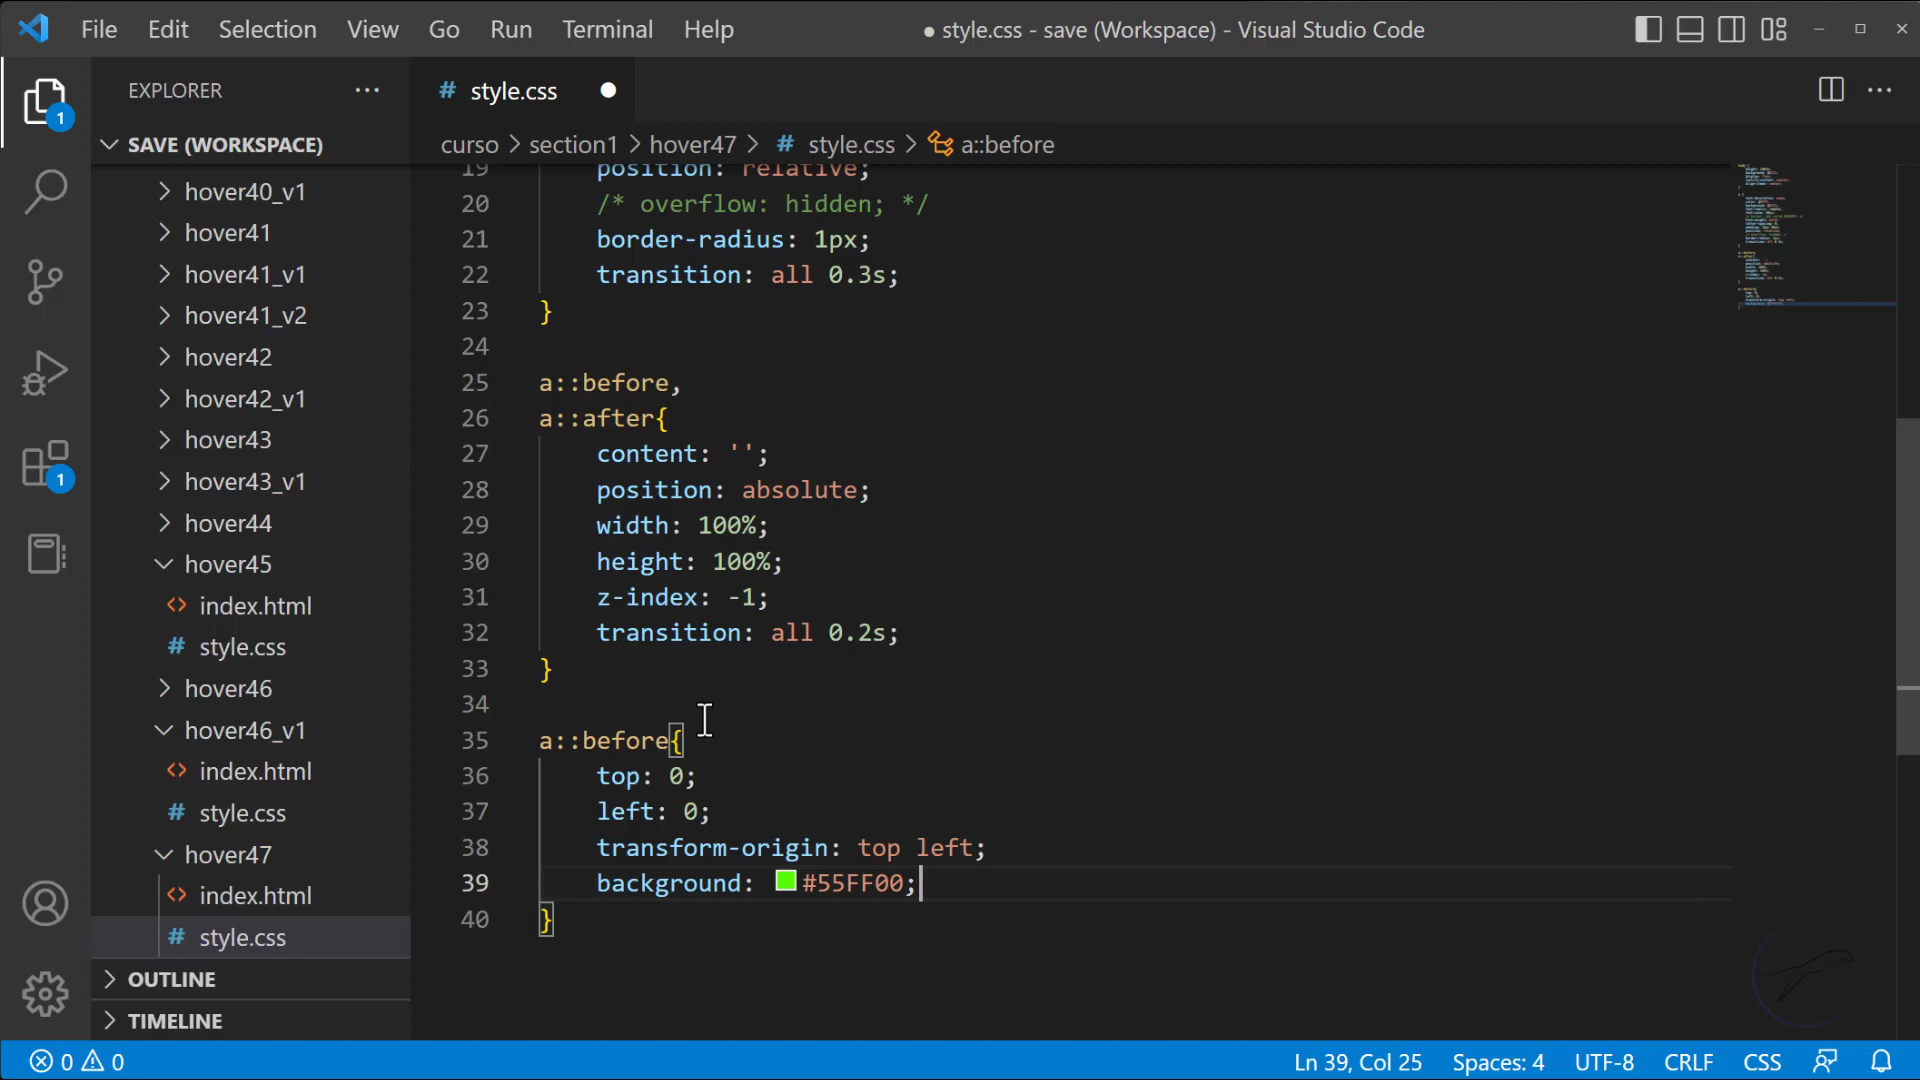 File Edit Selection View Go Run Terminal Help ● style.css - save (Workspace) - Visual Studio Code
EXPLORER ···
# style.css ●
SAVE (WORKSPACE)
curso > section1 > hover47 > # style.css > a::before
hover40_v1
hover41
hover41_v1
hover41_v2
hover42
hover42_v1
hover43
hover43_v1
hover44
hover45
<> index.html
# style.css
hover46
hover46_v1
<> index.html
# style.css
hover47
<> index.html
# style.css
OUTLINE
TIMELINE
1
1
19 position: relative;
20 /* overflow: hidden; */
21 border-radius: 1px;
22 transition: all 0.3s;
23 }
24
25 a::before,
26 a::after{
27 content: '';
28 position: absolute;
29 width: 100%;
30 height: 100%;
31 z-index: -1;
32 transition: all 0.2s;
33 }
34
35 a::before{
36 top: 0;
37 left: 0;
38 transform-origin: top left;
39 background: #55FF00;
40 }
0 0 Ln 39, Col 25 Spaces: 4 UTF-8 CRLF CSS